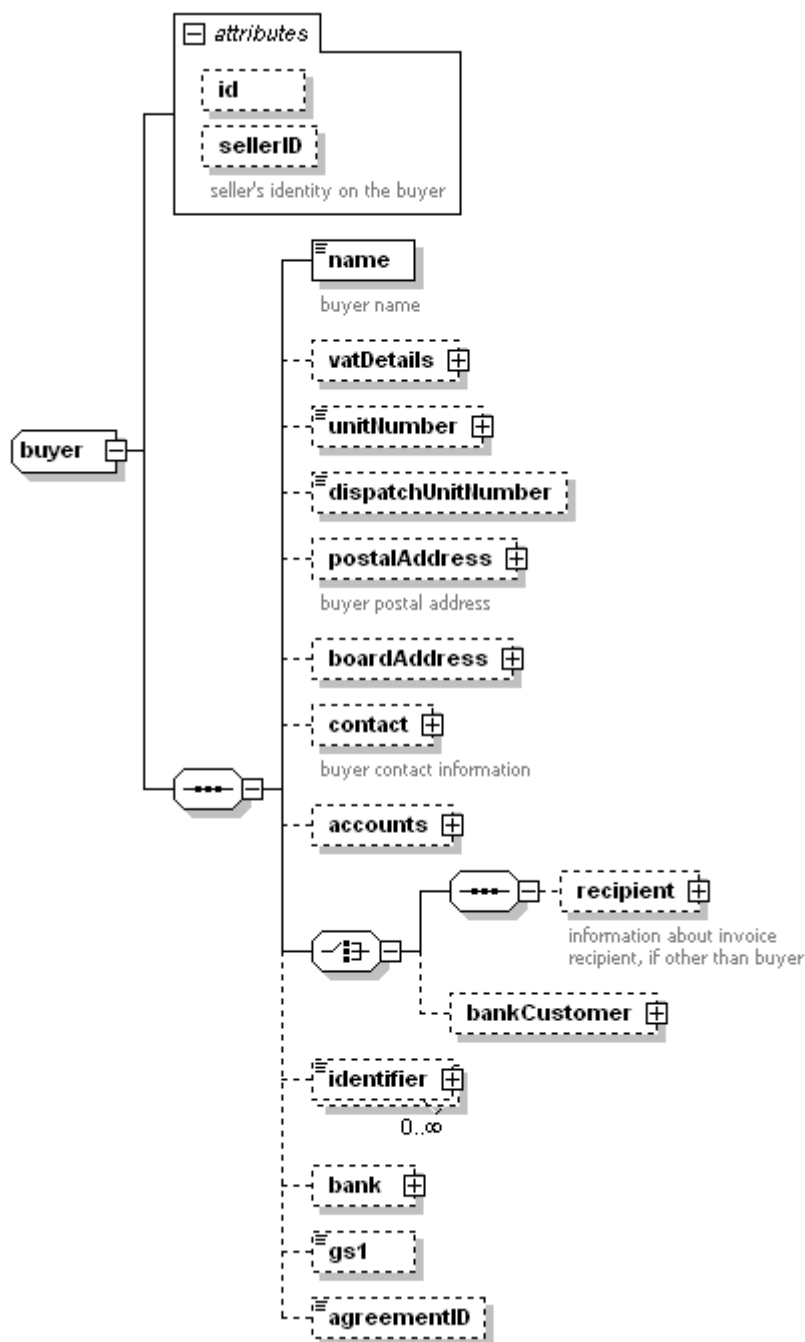 attributes
id
sellerID
seller's identity on the buyer
name
buyer name
vatDetails
unitNumber
buyer
dispatchUnitNumber
postalAddress
buyer postal address
boardAddress
contact
buyer contact information
accounts
recipient
information about invoice
recipient, if other than buyer
bankCustomer
identifier
0..∞
bank
gs1
agreementID